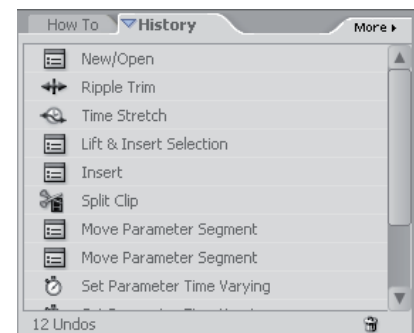 How To
History
More
New/Open
Ripple Trim
Time Stretch
Lift & Insert Selection
Insert
Split Clip
Move Parameter Segment
Move Parameter Segment
Set Parameter Time Varying
12 Undos